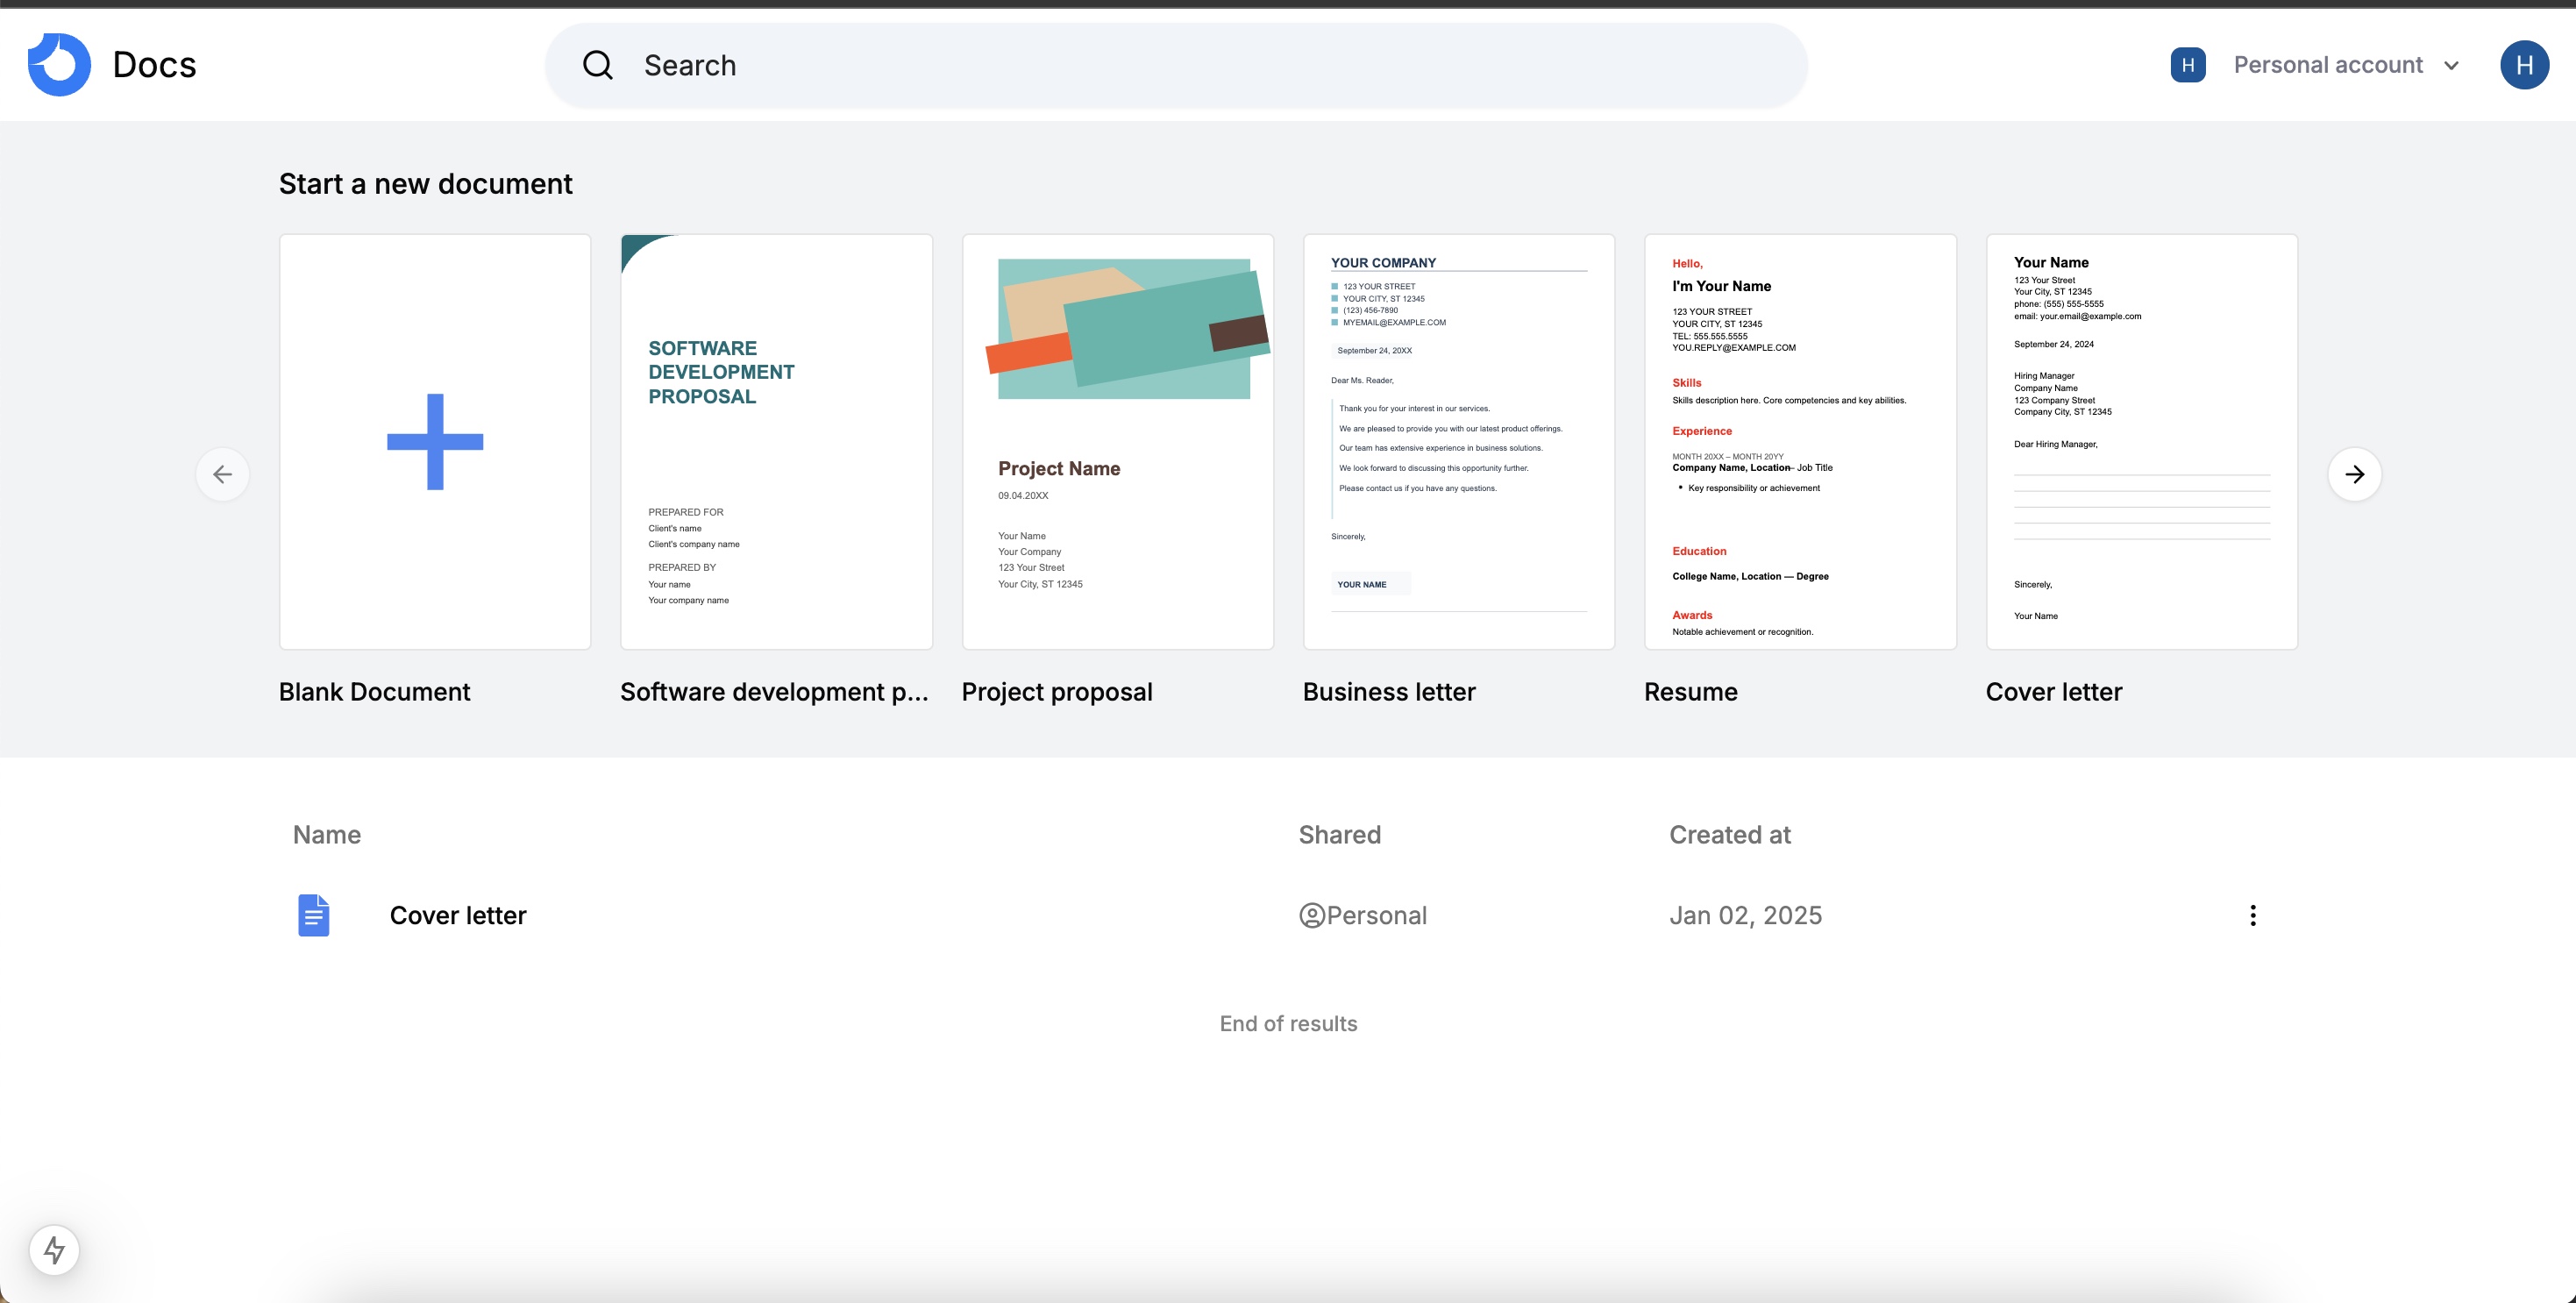 Docs
Search
H
Personal account
H
Start a new document
SOFTWARE
DEVELOPMENT
PROPOSAL
PREPARED FOR
Client's name
Client's company name
PREPARED BY
Your name
Your company name
Project Name
09.04.20XX
Your Name
Your Company
123 Your Street
Your City, ST 12345
YOUR COMPANY
123 YOUR STREET
YOUR CITY, ST 12345
(123) 456-7890
MYEMAIL@EXAMPLE.COM
September 24, 20XX
Dear Ms. Reader,
Thank you for your interest in our services.
We are pleased to provide you with our latest product offerings.
Our team has extensive experience in business solutions.
We look forward to discussing this opportunity further.
Please contact us if you have any questions.
Sincerely,
YOUR NAME
Hello,
I'm Your Name
123 YOUR STREET
YOUR CITY, ST 12345
TEL: 555.555.5555
YOU.REPLY@EXAMPLE.COM
Skills
Skills description here. Core competencies and key abilities.
Experience
MONTH 20XX – MONTH 20YY
Company Name, Location— Job Title
• Key responsibility or achievement
Education
College Name, Location — Degree
Awards
Notable achievement or recognition.
Your Name
123 Your Street
Your City, ST 12345
phone: (555) 555-5555
email: your.email@example.com
September 24, 2024
Hiring Manager
Company Name
123 Company Street
Company City, ST 12345
Dear Hiring Manager,
Sincerely,
Your Name
Blank Document
Software development p...
Project proposal
Business letter
Resume
Cover letter
Name
Shared
Created at
Cover letter
Personal
Jan 02, 2025
End of results